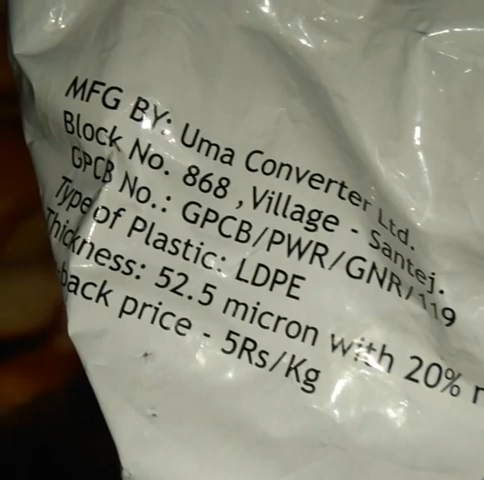 MFG BY: Uma Converter Ltd.
Block No. 868 , Village - Santej.
GPCB No.: GPCB/PWR/GNR/119
Type of Plastic: LDPE
Thickness: 52.5 micron with 20%
back price - 5Rs/Kg